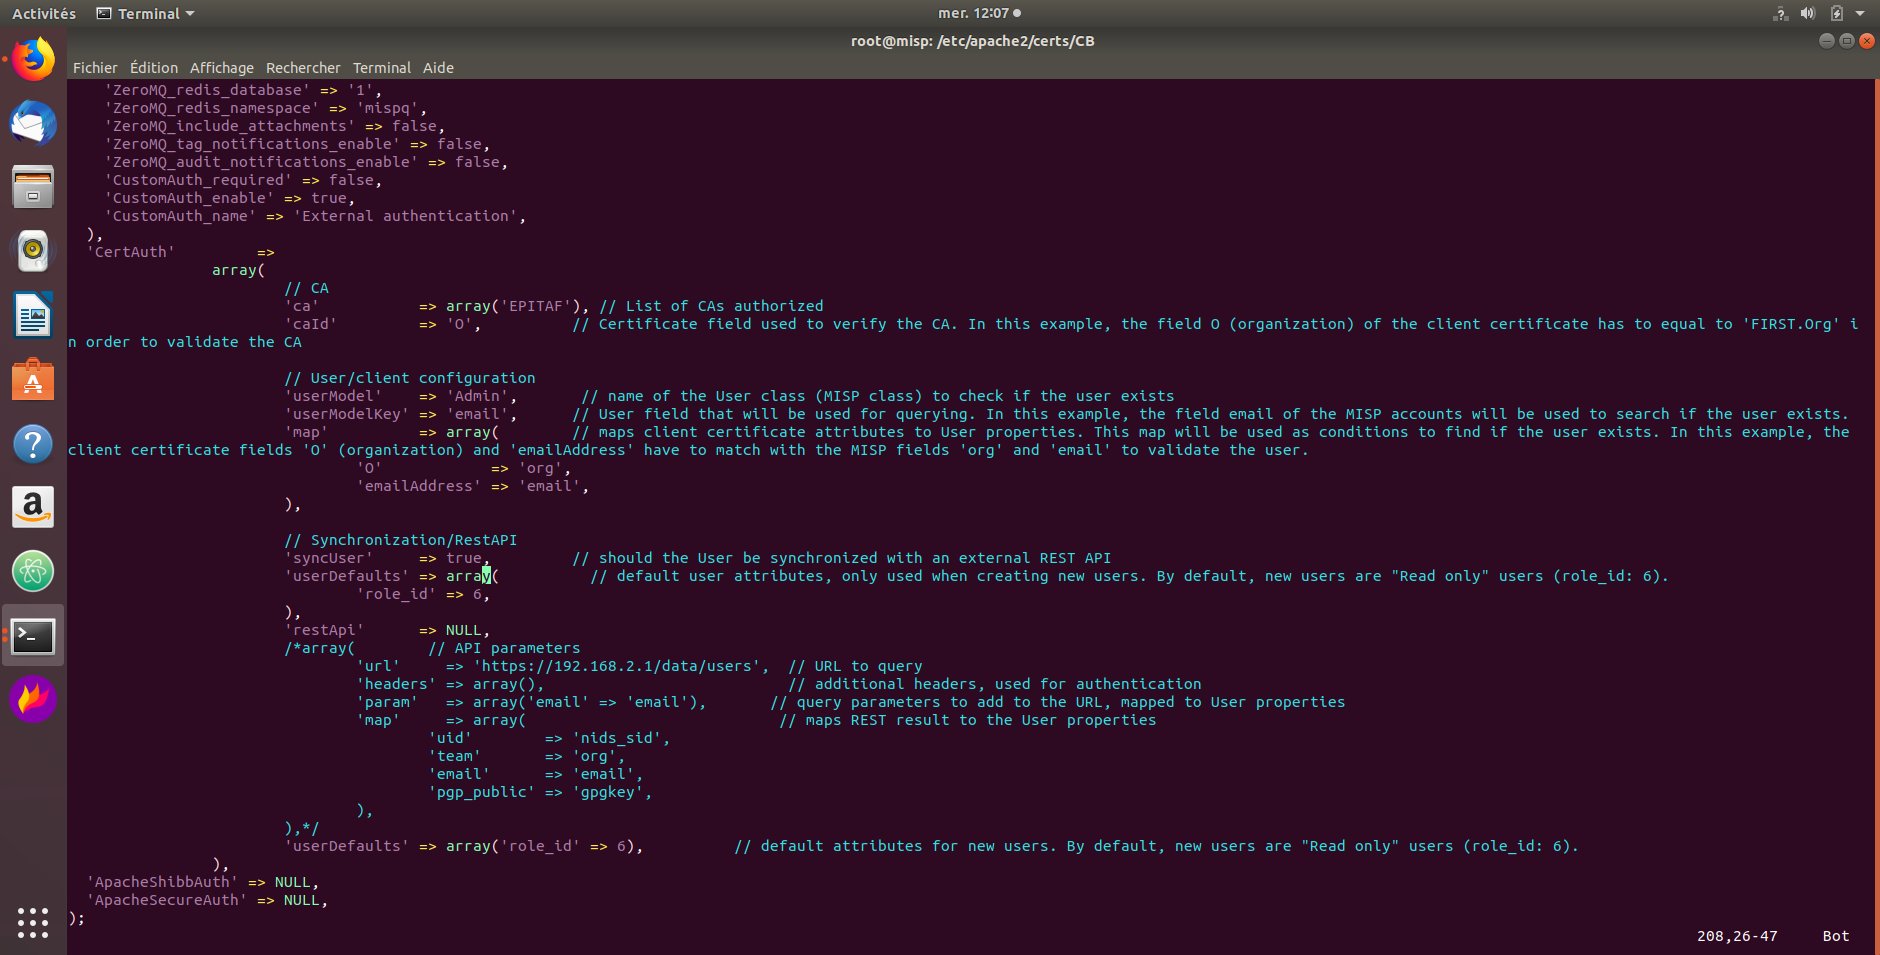 Activités Terminal mer. 12:07
root@misp: /etc/apache2/certs/CB
Fichier Édition Affichage Rechercher Terminal Aide
'ZeroMQ_redis_database' => '1',
'ZeroMQ_redis_namespace' => 'mispq',
'ZeroMQ_include_attachments' => false,
'ZeroMQ_tag_notifications_enable' => false,
'ZeroMQ_audit_notifications_enable' => false,
'CustomAuth_required' => false,
'CustomAuth_enable' => true,
'CustomAuth_name' => 'External authentication',
),
'CertAuth' =>
array(
// CA
'ca' => array('EPITAF'), // List of CAs authorized
'caId' => 'O', // Certificate field used to verify the CA. In this example, the field O (organization) of the client certificate has to equal to 'FIRST.Org' i
n order to validate the CA
// User/client configuration
'userModel' => 'Admin', // name of the User class (MISP class) to check if the user exists
'userModelKey' => 'email', // User field that will be used for querying. In this example, the field email of the MISP accounts will be used to search if the user exists.
'map' => array( // maps client certificate attributes to User properties. This map will be used as conditions to find if the user exists. In this example, the
client certificate fields 'O' (organization) and 'emailAddress' have to match with the MISP fields 'org' and 'email' to validate the user.
'O' => 'org',
'emailAddress' => 'email',
),
// Synchronization/RestAPI
'syncUser' => true, // should the User be synchronized with an external REST API
'userDefaults' => array( // default user attributes, only used when creating new users. By default, new users are "Read only" users (role_id: 6).
'role_id' => 6,
),
'restApi' => NULL,
/*array( // API parameters
'url' => 'https://192.168.2.1/data/users', // URL to query
'headers' => array(), // additional headers, used for authentication
'param' => array('email' => 'email'), // query parameters to add to the URL, mapped to User properties
'map' => array( // maps REST result to the User properties
'uid' => 'nids_sid',
'team' => 'org',
'email' => 'email',
'pgp_public' => 'gpgkey',
),
),*/
'userDefaults' => array('role_id' => 6), // default attributes for new users. By default, new users are "Read only" users (role_id: 6).
),
'ApacheShibbAuth' => NULL,
'ApacheSecureAuth' => NULL,
);
208,26-47 Bot